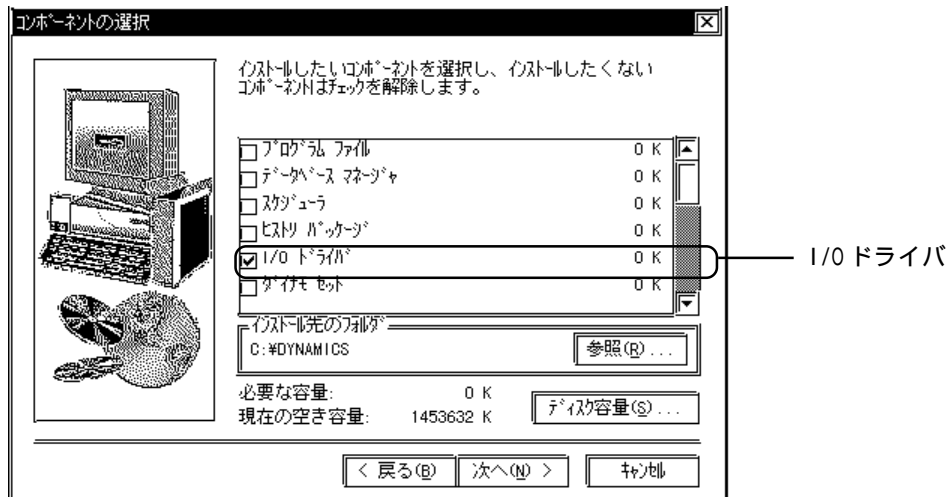 コンポーネントの選択
インストールしたいコンポーネントを選択し、インストールしたくない
コンポーネントはチェックを解除します。
プログラム ファイル 0 K
データベース マネージャ 0 K
スケジューラ 0 K
ヒストリ パッケージ 0 K
I/O ドライバ 0 K
I/O ドライバ
ダイナモ セット 0 K
インストール先のフォルダ
C:¥DYNAMICS
参照(R)...
必要な容量: 0 K
現在の空き容量: 1453632 K
ディスク容量(S)...
< 戻る(B)
次へ(N) >
キャンセル